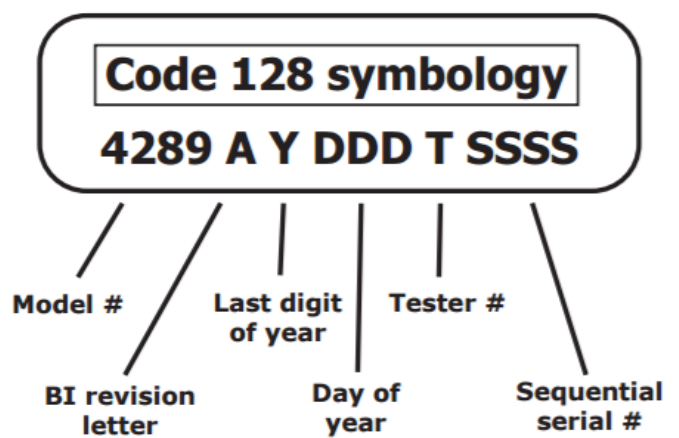 Code 128 symbology
4289 A Y DDD T SSSS
Model #
Last digit
of year
Tester #
BI revision
letter
Day of
year
Sequential
serial #